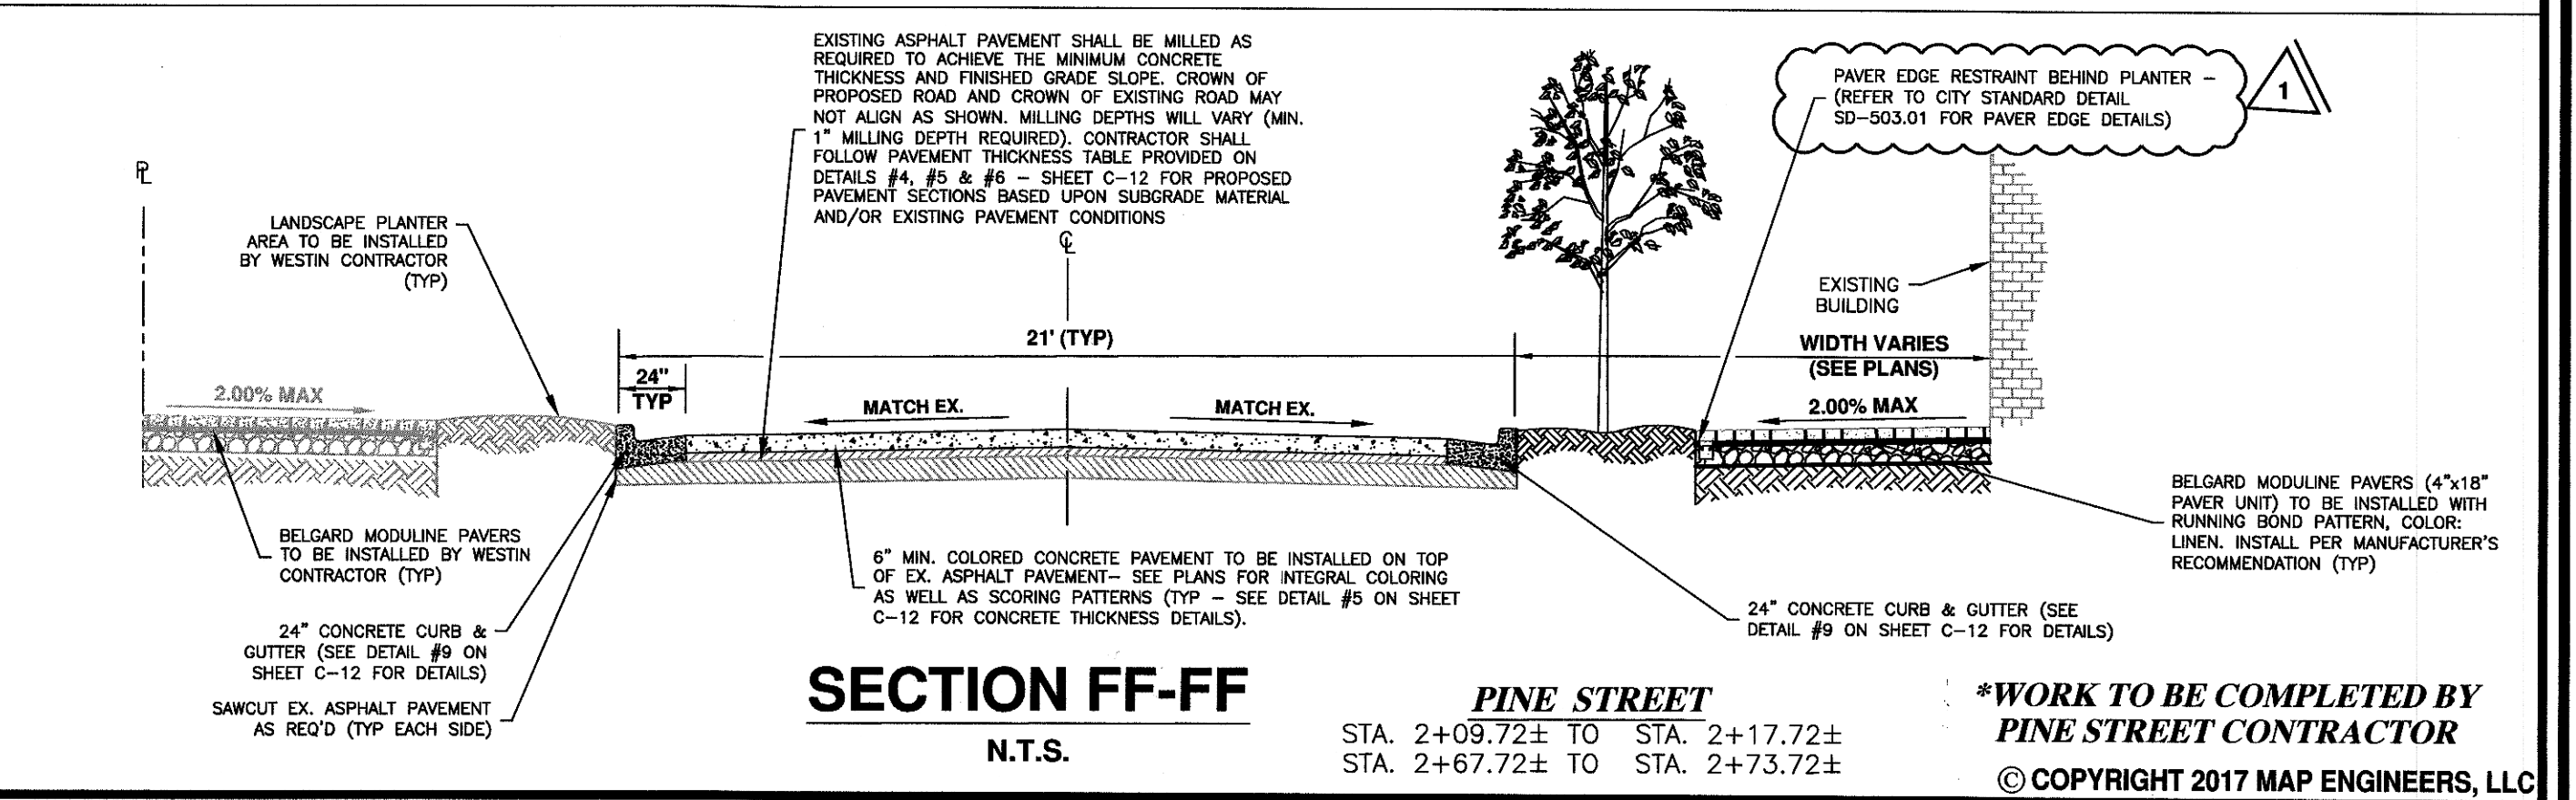 EXISTING ASPHALT PAVEMENT SHALL BE MILLED AS
REQUIRED TO ACHIEVE THE MINIMUM CONCRETE
THICKNESS AND FINISHED GRADE SLOPE. CROWN OF
PROPOSED ROAD AND CROWN OF EXISTING ROAD MAY
NOT ALIGN AS SHOWN. MILLING DEPTHS WILL VARY (MIN.
1" MILLING DEPTH REQUIRED). CONTRACTOR SHALL
FOLLOW PAVEMENT THICKNESS TABLE PROVIDED ON
DETAILS #4, #5 & #6 – SHEET C–12 FOR PROPOSED
PAVEMENT SECTIONS BASED UPON SUBGRADE MATERIAL
AND/OR EXISTING PAVEMENT CONDITIONS
PAVER EDGE RESTRAINT BEHIND PLANTER –
(REFER TO CITY STANDARD DETAIL
SD–503.01 FOR PAVER EDGE DETAILS)
1
PL
LANDSCAPE PLANTER
AREA TO BE INSTALLED
BY WESTIN CONTRACTOR
(TYP)
CL
EXISTING
BUILDING
21' (TYP)
WIDTH VARIES
(SEE PLANS)
24"
TYP
2.00% MAX
MATCH EX.
MATCH EX.
2.00% MAX
BELGARD MODULINE PAVERS
TO BE INSTALLED BY WESTIN
CONTRACTOR (TYP)
6" MIN. COLORED CONCRETE PAVEMENT TO BE INSTALLED ON TOP
OF EX. ASPHALT PAVEMENT– SEE PLANS FOR INTEGRAL COLORING
AS WELL AS SCORING PATTERNS (TYP – SEE DETAIL #5 ON SHEET
C–12 FOR CONCRETE THICKNESS DETAILS).
BELGARD MODULINE PAVERS (4"x18"
PAVER UNIT) TO BE INSTALLED WITH
RUNNING BOND PATTERN, COLOR:
LINEN. INSTALL PER MANUFACTURER'S
RECOMMENDATION (TYP)
24" CONCRETE CURB &
GUTTER (SEE DETAIL #9 ON
SHEET C–12 FOR DETAILS)
24" CONCRETE CURB & GUTTER (SEE
DETAIL #9 ON SHEET C–12 FOR DETAILS)
SAWCUT EX. ASPHALT PAVEMENT
AS REQ'D (TYP EACH SIDE)
SECTION FF-FF
N.T.S.
PINE STREET
STA. 2+09.72± TO STA. 2+17.72±
STA. 2+67.72± TO STA. 2+73.72±
*WORK TO BE COMPLETED BY
PINE STREET CONTRACTOR
© COPYRIGHT 2017 MAP ENGINEERS, LLC